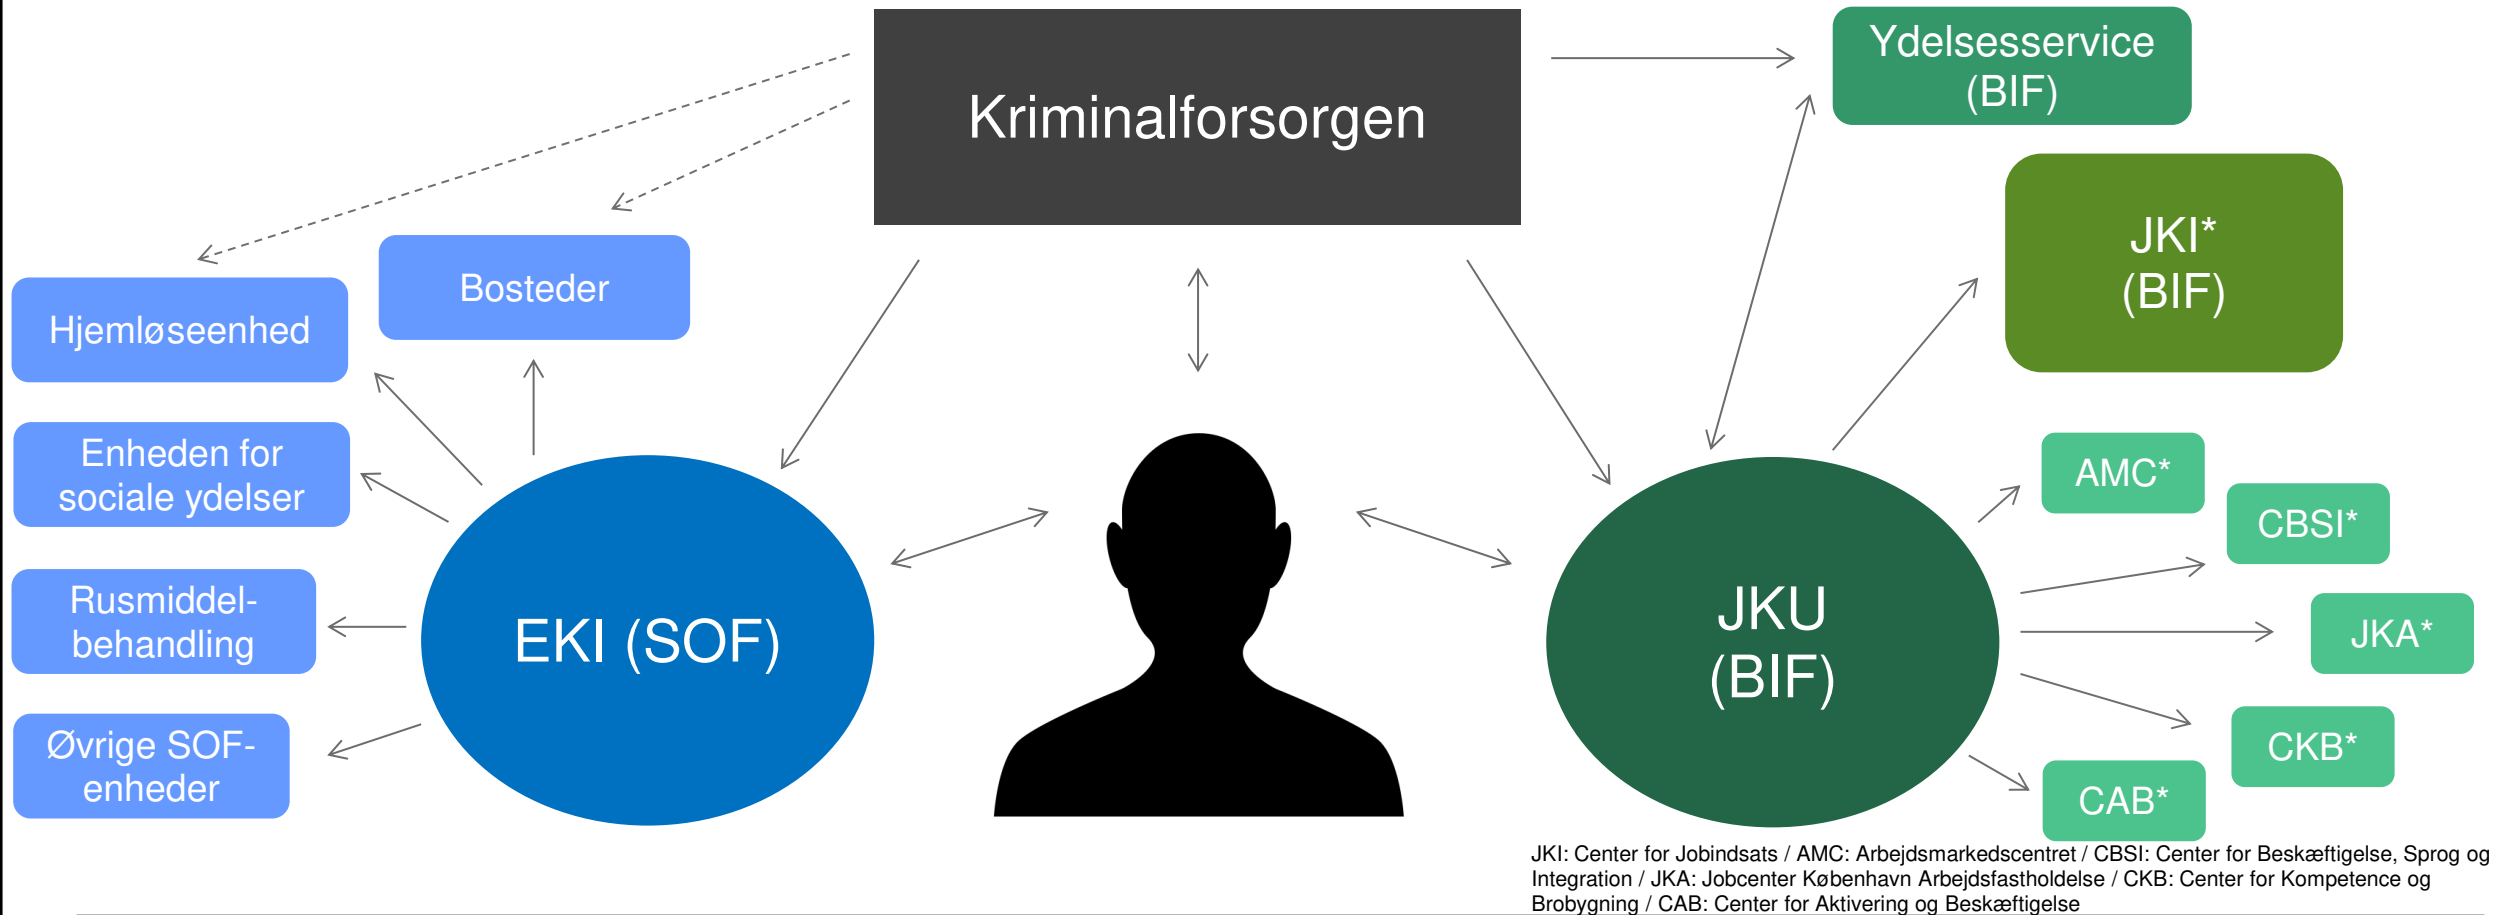 Kriminalforsorgen
Ydelsesservice
(BIF)
JKI*
(BIF)
Bosteder
Hjemløseenhed
Enheden for
sociale ydelser
Rusmiddel-
behandling
Øvrige SOF-
enheder
EKI (SOF)
JKU
(BIF)
AMC*
CBSI*
JKA*
CKB*
CAB*
JKI: Center for Jobindsats / AMC: Arbejdsmarkedscentret / CBSI: Center for Beskæftigelse, Sprog og
Integration / JKA: Jobcenter København Arbejdsfastholdelse / CKB: Center for Kompetence og
Brobygning / CAB: Center for Aktivering og Beskæftigelse